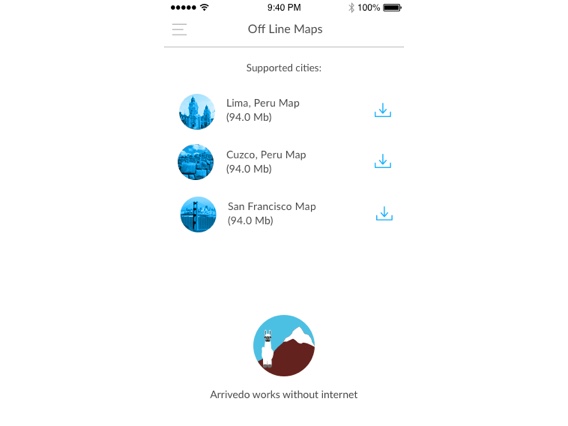 9:40 PM 100%
Off Line Maps
Supported cities:
Lima, Peru Map
(94.0 Mb)
Cuzco, Peru Map
(94.0 Mb)
San Francisco Map
(94.0 Mb)
Arrivedo works without internet